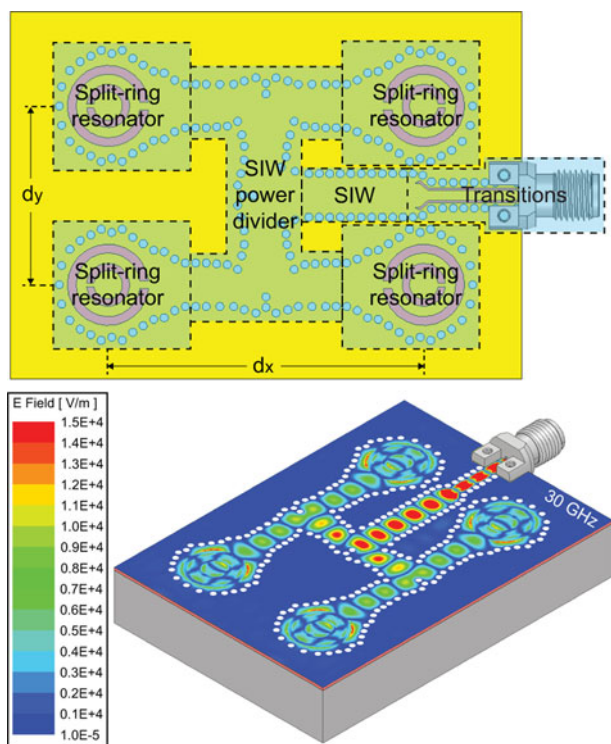 Split-ring
resonator
Split-ring
resonator
dy
SIW
power
divider
SIW
Transitions
Split-ring
resonator
Split-ring
resonator
dx
E Field [ V/m ]
1.5E+4
1.4E+4
1.3E+4
1.2E+4
1.1E+4
1.0E+4
0.9E+4
0.8E+4
0.7E+4
0.6E+4
0.5E+4
0.4E+4
0.3E+4
0.2E+4
0.1E+4
1.0E-5
30 GHz